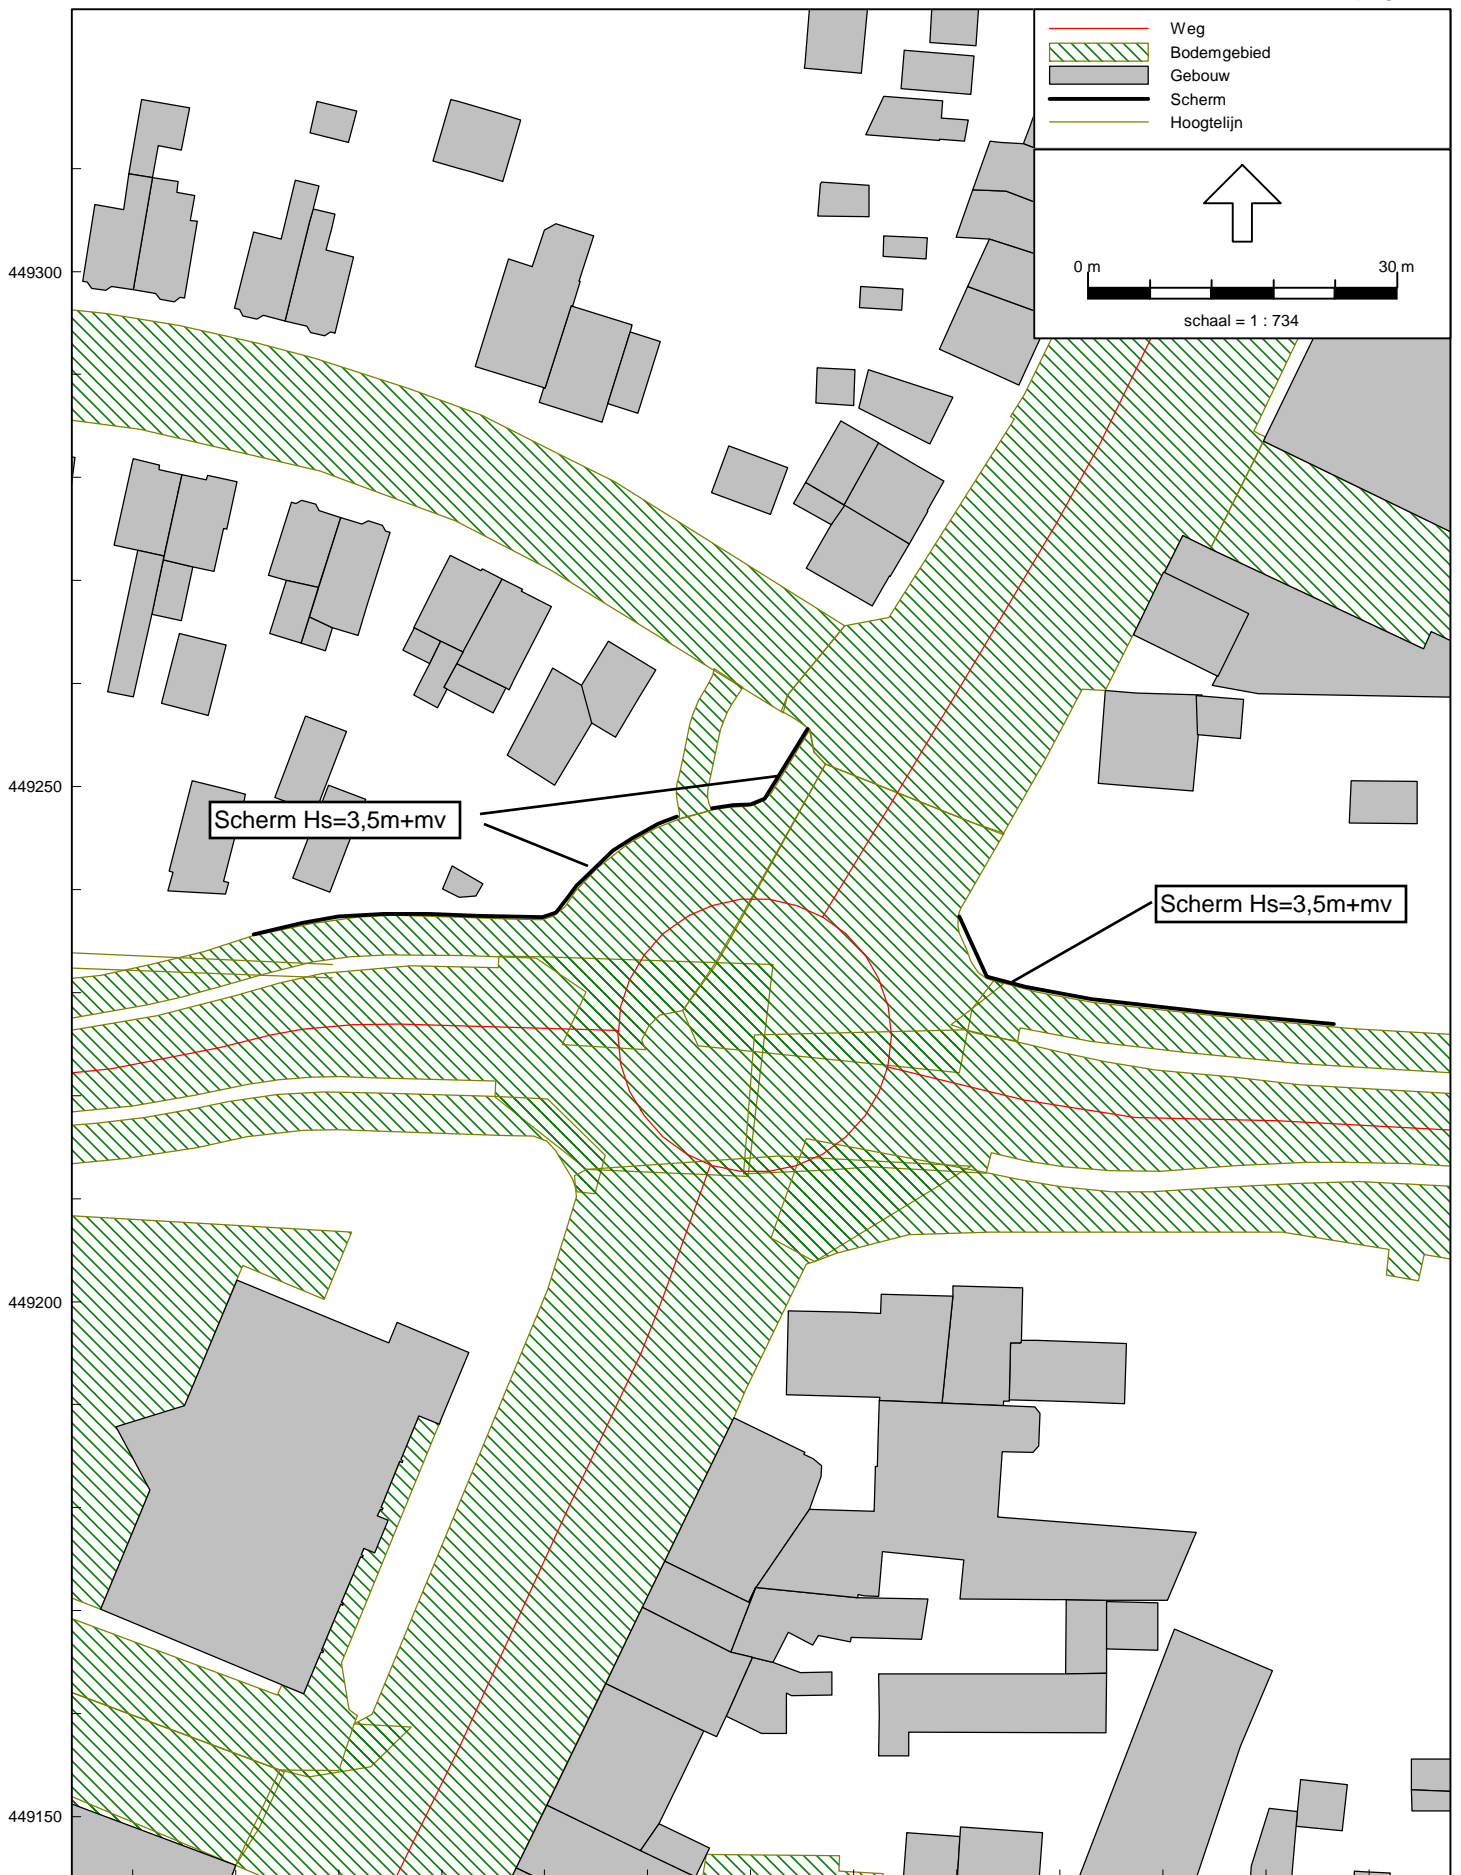 Weg
Bodemgebied
Gebouw
Scherm
Hoogtelijn
0 m 30 m
schaal = 1 : 734
449300
449250
Scherm Hs=3,5m+mv
Scherm Hs=3,5m+mv
449200
449150